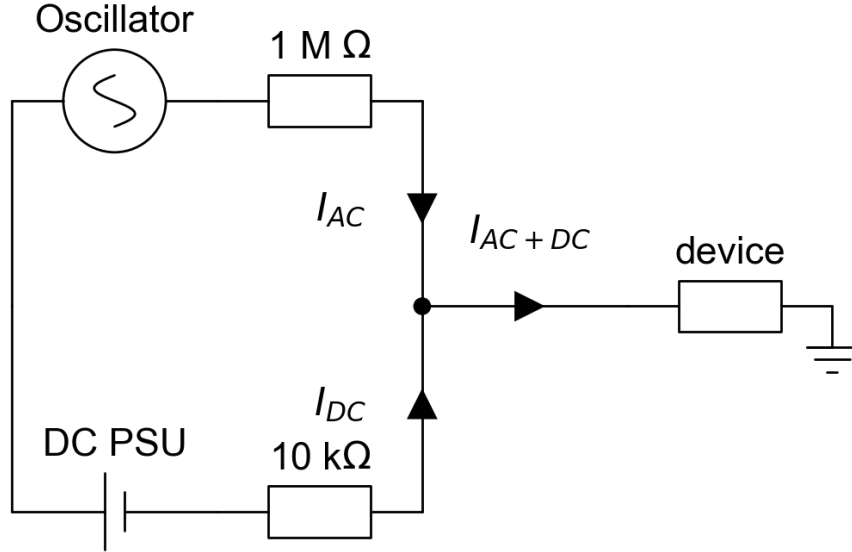 Oscillator
1 M Ω
I_AC
I_AC + DC
device
I_DC
DC PSU
10 kΩ